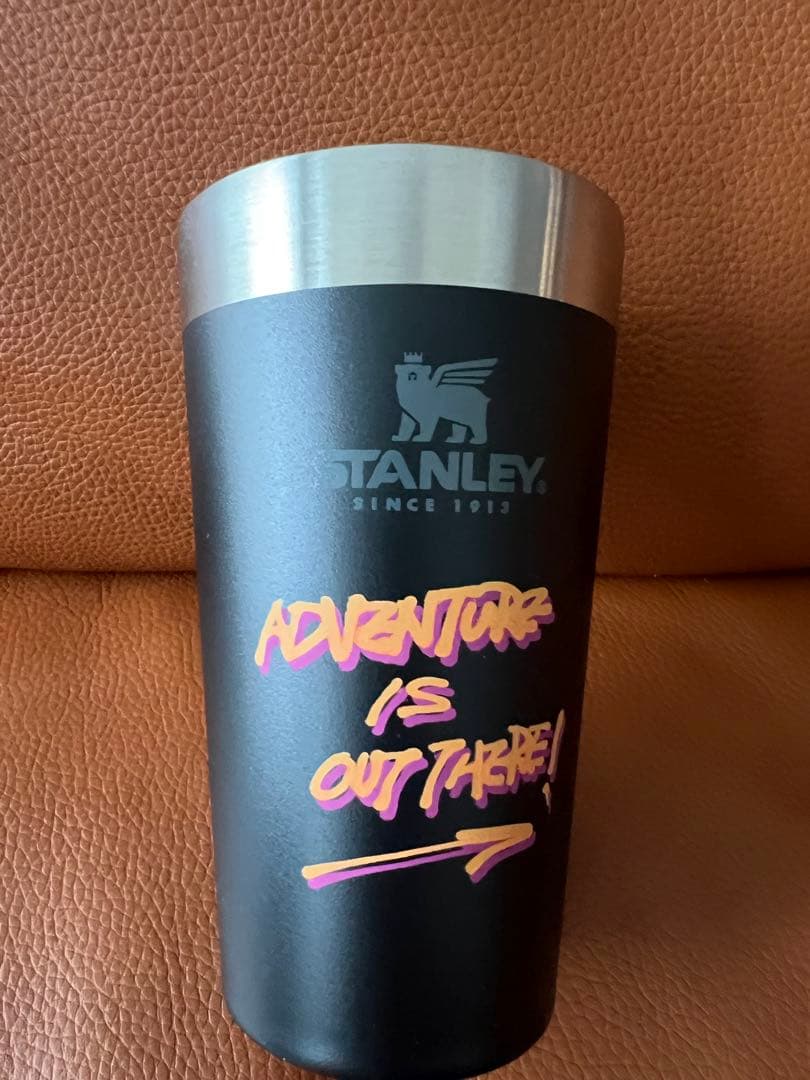 STANLEY®
SINCE 1913
ADVENTURE
IS
OUT THERE!